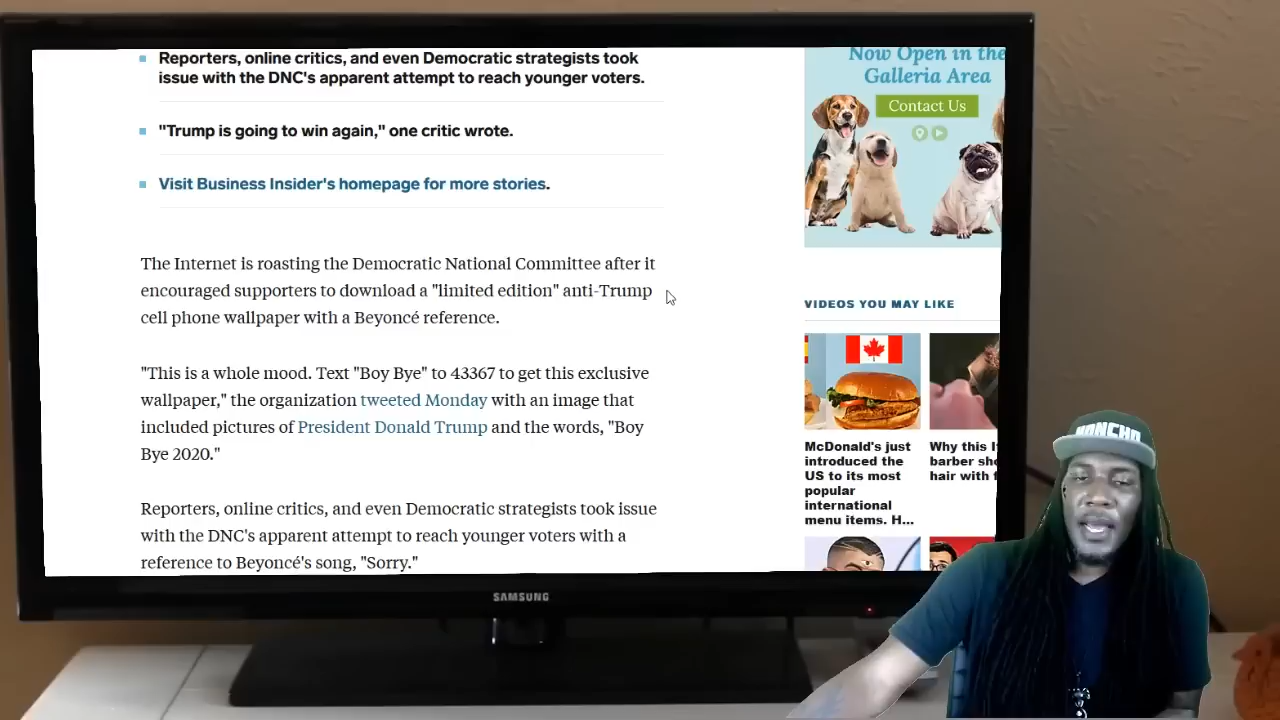 Reporters, online critics, and even Democratic strategists took
issue with the DNC's apparent attempt to reach younger voters.
"Trump is going to win again," one critic wrote.
Visit Business Insider's homepage for more stories.
The Internet is roasting the Democratic National Committee after it
encouraged supporters to download a "limited edition" anti-Trump
cell phone wallpaper with a Beyoncé reference.
"This is a whole mood. Text "Boy Bye" to 43367 to get this exclusive
wallpaper," the organization tweeted Monday with an image that
included pictures of President Donald Trump and the words, "Boy
Bye 2020."
Reporters, online critics, and even Democratic strategists took issue
with the DNC's apparent attempt to reach younger voters with a
reference to Beyoncé's song, "Sorry."
Now Open in the
Galleria Area
Contact Us
VIDEOS YOU MAY LIKE
McDonald's just
introduced the
US to its most
popular
international
menu items. H...
Why this
barber
hair with
SAMSUNG
HONCHO